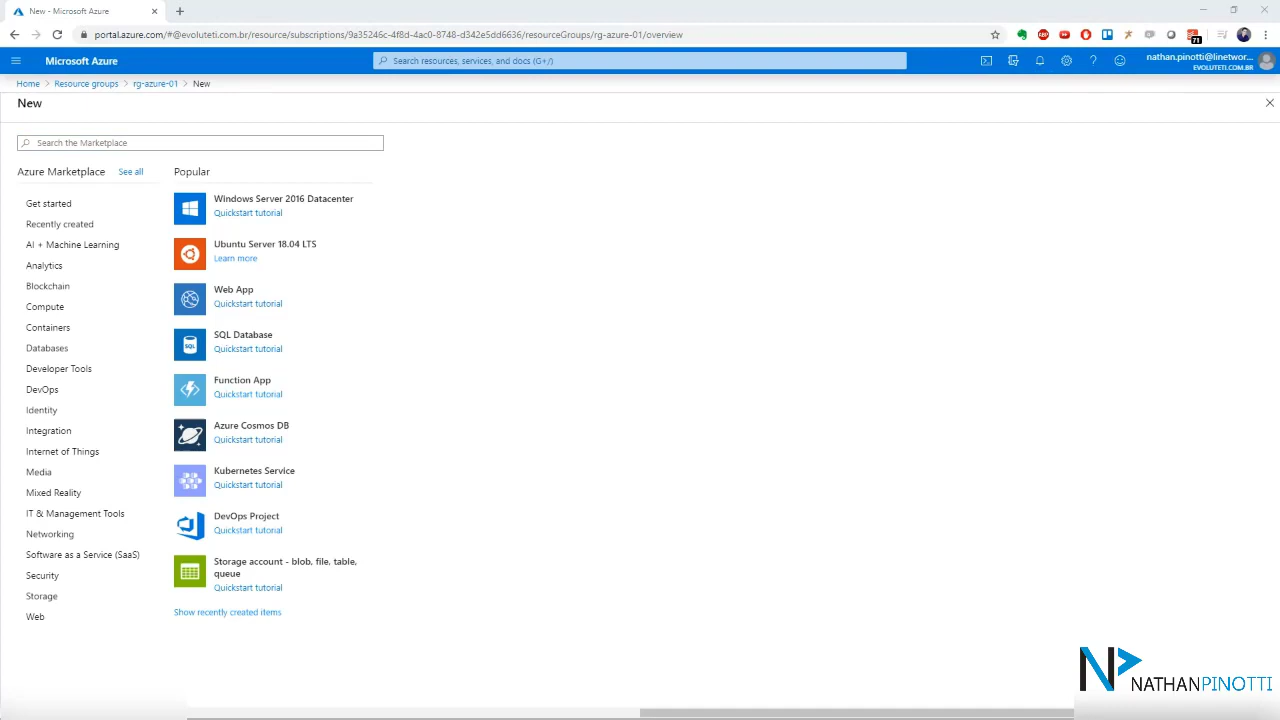 New - Microsoft Azure
portal.azure.com/#@evoluteti.com.br/resource/subscriptions/9a35246c-4f8d-4ac0-8748-d342e5dd6636/resourceGroups/rg-azure-01/overview
71
Microsoft Azure
Search resources, services, and docs (G+/)
nathan.pinotti@linetwor...
EVOLUTETI.COM.BR
Home > Resource groups > rg-azure-01 > New
New
Search the Marketplace
Azure Marketplace See all
Popular
Get started
Recently created
AI + Machine Learning
Analytics
Blockchain
Compute
Containers
Databases
Developer Tools
DevOps
Identity
Integration
Internet of Things
Media
Mixed Reality
IT & Management Tools
Networking
Software as a Service (SaaS)
Security
Storage
Web
Windows Server 2016 Datacenter
Quickstart tutorial
Ubuntu Server 18.04 LTS
Learn more
Web App
Quickstart tutorial
SQL Database
Quickstart tutorial
Function App
Quickstart tutorial
Azure Cosmos DB
Quickstart tutorial
Kubernetes Service
Quickstart tutorial
DevOps Project
Quickstart tutorial
Storage account - blob, file, table,
queue
Quickstart tutorial
Show recently created items
NATHANPINOTTI